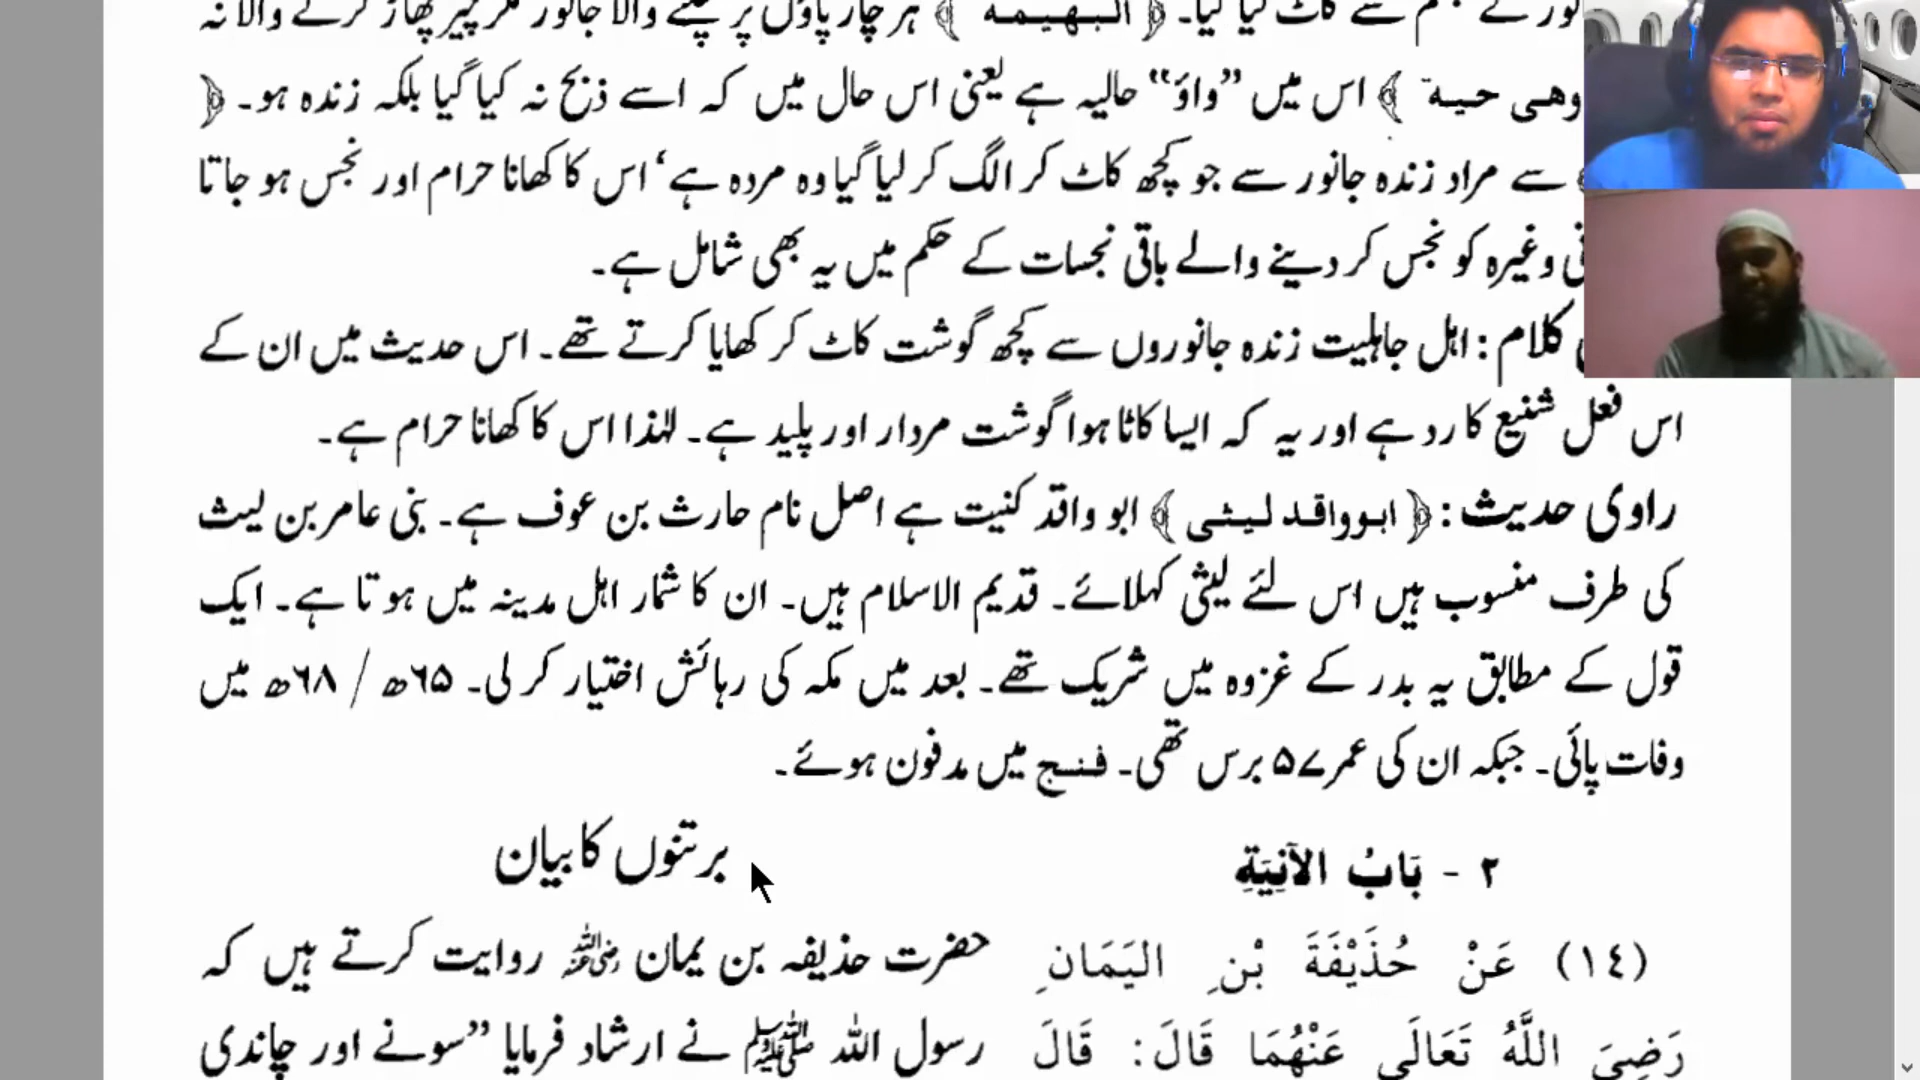 البهيمة ﴾ ہر چار پاؤں پر چلنے والا جانور مگر چیر پھاڑ کرنے والا نہ
وهی حیة ﴾ اس میں ”واؤ“ حالیہ ہے یعنی اس حال میں کہ اسے ذبح نہ کیا گیا بلکہ زندہ ہو۔ ﴿
سے مراد زندہ جانور سے جو کچھ کاٹ کر الگ کر لیا گیا وہ مردہ ہے‘ اس کا کھانا حرام اور نجس ہو جاتا
وغیرہ کو نجس کر دینے والے باقی نجسات کے حکم میں یہ بھی شامل ہے۔
کلام : اہل جاہلیت زندہ جانوروں سے کچھ گوشت کاٹ کر کھایا کرتے تھے۔ اس حدیث میں ان کے
اس فعل شنیع کا رد ہے اور یہ کہ ایسا کاٹا ہوا گوشت مردار اور پلید ہے۔ لہٰذا اس کا کھانا حرام ہے۔
راوی حدیث : ﴿ ابوواقد لیثی ﴾ ابو واقد کنیت ہے اصل نام حارث بن عوف ہے۔ بنی عامر بن لیث
کی طرف منسوب ہیں اس لئے لیثی کہلائے۔ قدیم الاسلام ہیں۔ ان کا شمار اہل مدینہ میں ہوتا ہے۔ ایک
قول کے مطابق یہ بدر کے غزوہ میں شریک تھے۔ بعد میں مکہ کی رہائش اختیار کر لی۔ ۶۵ھ / ۶۸ھ میں
وفات پائی۔ جبکہ ان کی عمر ۵۷ برس تھی۔ فنج میں مدفون ہوئے۔
٢ - بَابُ الآنِيَةِ
برتنوں کا بیان
(١٤) عَنْ حُذَيْفَةَ بْنِ اليَمَانِ
رَضِيَ اللَّهُ تَعَالَى عَنْهُمَا قَالَ: قَالَ
حضرت حذیفہ بن یمان رضی اللہ عنہ روایت کرتے ہیں کہ
رسول اللہ ﷺ نے ارشاد فرمایا ”سونے اور چاندی